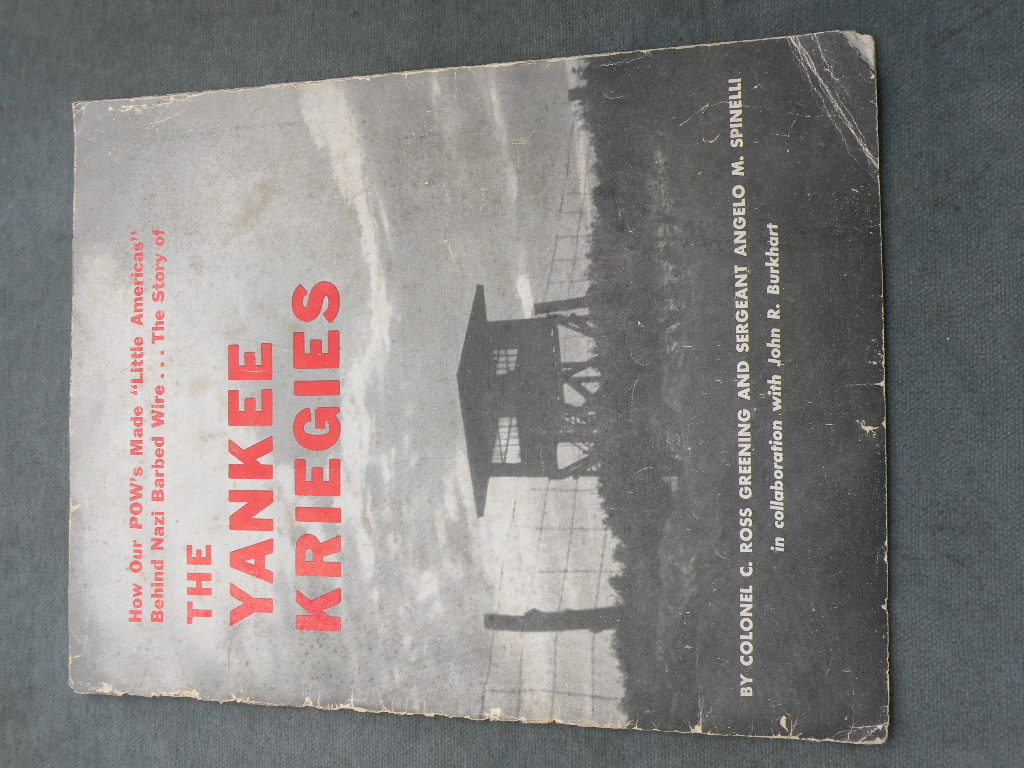 How Our POW's Made "Little Americas"
Behind Nazi Barbed Wire . . . The Story of
THE
YANKEE
KRIEGIES
BY COLONEL C. ROSS GREENING AND SERGEANT ANGELO M. SPINELLI
in collaboration with John R. Burkhart